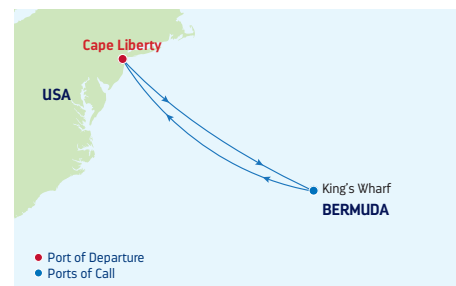 Cape Liberty
USA
King's Wharf
BERMUDA
Port of Departure
Ports of Call